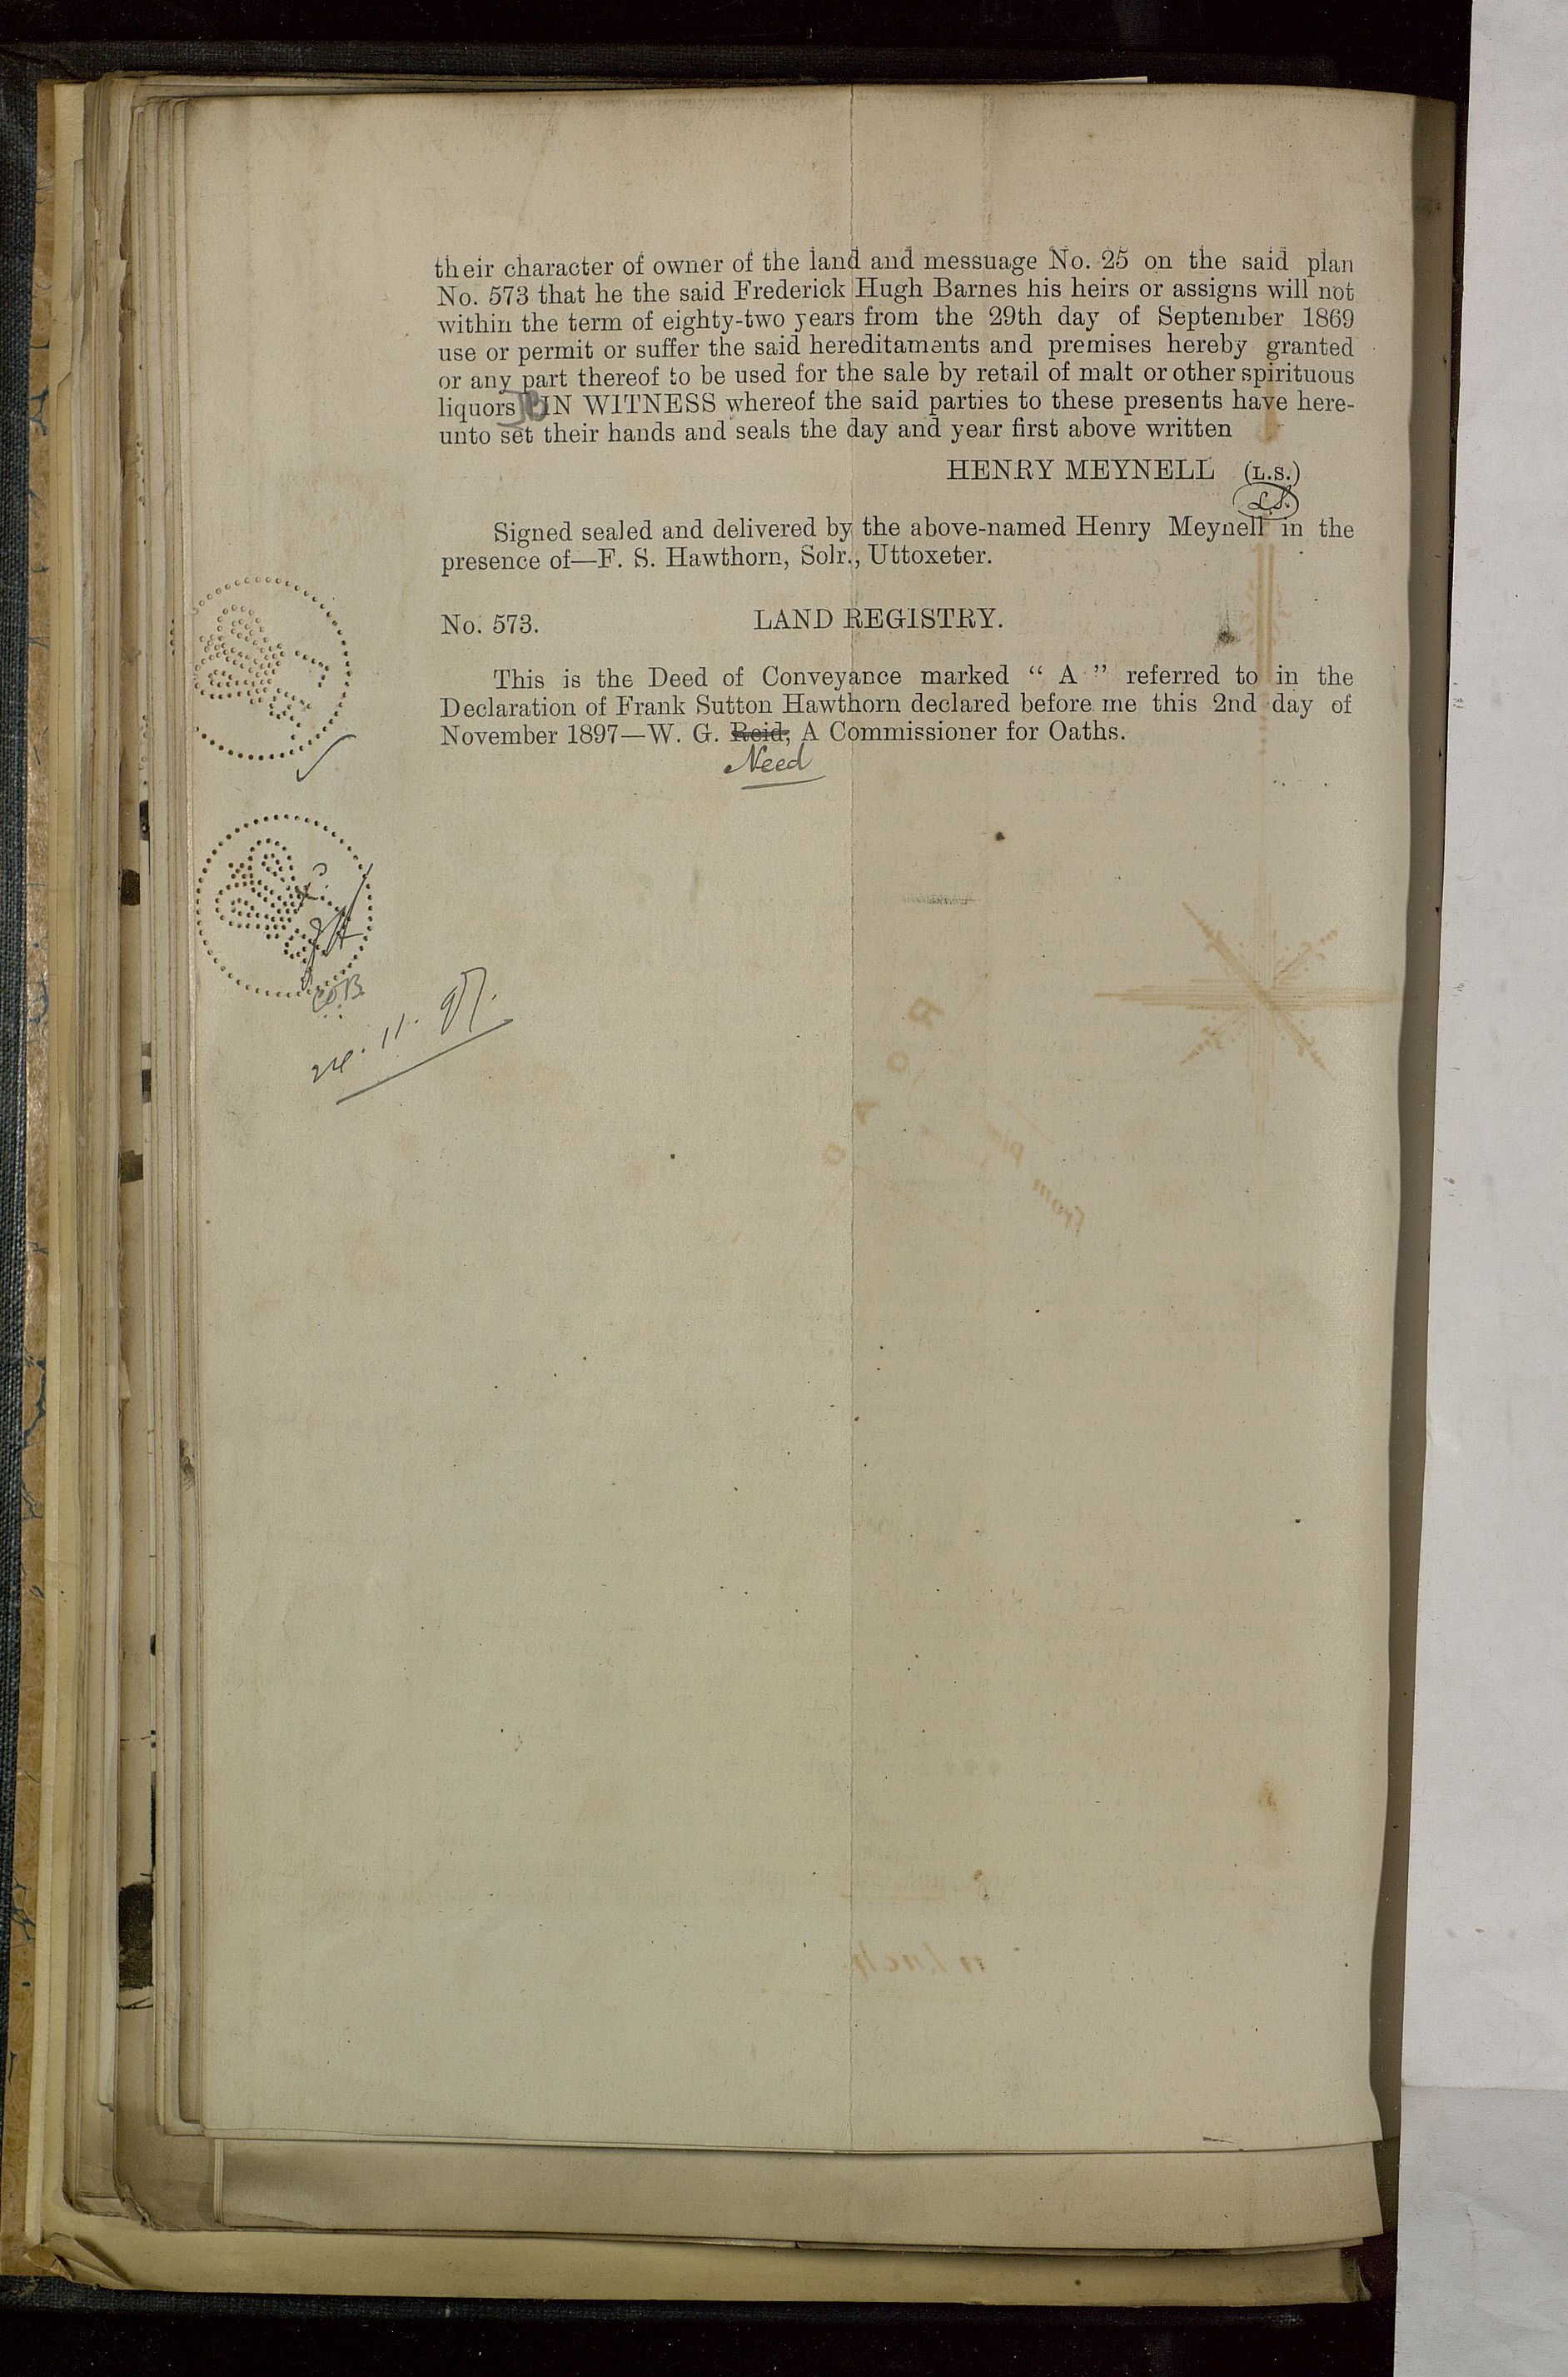 their character of owner of the land and messuage No. 25 on the said plan
No. 573 that he the said Frederick Hugh Barnes his heirs or assigns will not
within the term of eighty-two years from the 29th day of September 1869
use or permit or suffer the said hereditaments and premises hereby granted
or any part thereof to be used for the sale by retail of malt or other spirituous
liquors IN WITNESS whereof the said parties to these presents have here-
unto set their hands and seals the day and year first above written
HENRY MEYNELL (L.S.)
L.S.
Signed sealed and delivered by the above-named Henry Meynell in the
presence of—F. S. Hawthorn, Solr., Uttoxeter.
No. 573. LAND REGISTRY.
This is the Deed of Conveyance marked “ A ” referred to in the
Declaration of Frank Sutton Hawthorn declared before me this 2nd day of
November 1897—W. G. Reid, A Commissioner for Oaths.
Need
24. 11. 97.